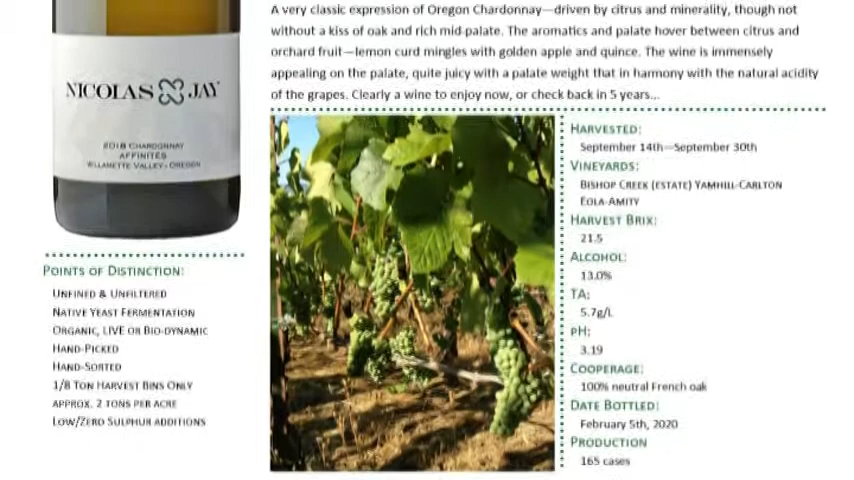 A very classic expression of Oregon Chardonnay—driven by citrus and minerality, though not
without a kiss of oak and rich mid-palate. The aromatics and palate hover between citrus and
orchard fruit—lemon curd mingles with golden apple and quince. The wine is immensely
appealing on the palate, quite juicy with a palate weight that in harmony with the natural acidity
of the grapes. Clearly a wine to enjoy now, or check back in 5 years...
NICOLAS JAY
2018 CHARDONNAY
AFFINITÉS
WILLAMETTE VALLEY • OREGON
POINTS OF DISTINCTION:
UNFINED & UNFILTERED
NATIVE YEAST FERMENTATION
ORGANIC, LIVE OR BIO-DYNAMIC
HAND-PICKED
HAND-SORTED
1/8 TON HARVEST BINS ONLY
APPROX. 2 TONS PER ACRE
LOW/ZERO SULPHUR ADDITIONS
HARVESTED:
September 14th—September 30th
VINEYARDS:
BISHOP CREEK (ESTATE) YAMHILL-CARLTON
EOLA-AMITY
HARVEST BRIX:
21.5
ALCOHOL:
13.0%
TA:
5.7g/L
PH:
3.19
COOPERAGE:
100% neutral French oak
DATE BOTTLED:
February 5th, 2020
PRODUCTION
165 cases